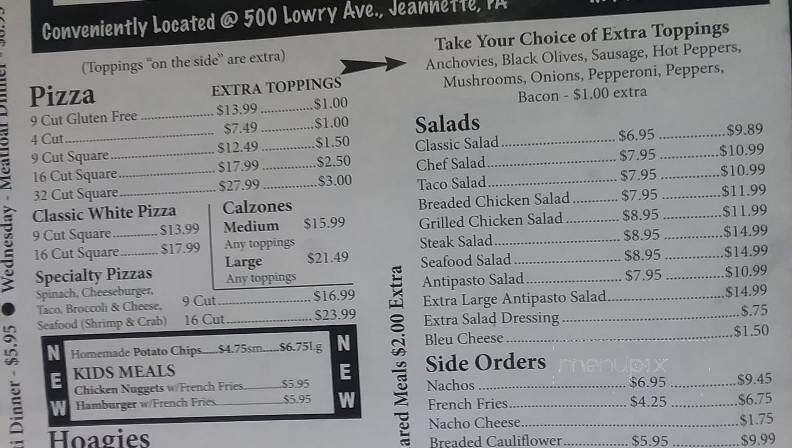 Conveniently Located @ 500 Lowry Ave., Jeannette, PA
(Toppings "on the side" are extra)
Pizza EXTRA TOPPINGS
9 Cut Gluten Free ..................... $13.99 ..............$1.00
4 Cut.......................................... $7.49 ..............$1.00
9 Cut Square............................. $12.49 ..............$1.50
16 Cut Square........................... $17.99 ..............$2.50
32 Cut Square........................... $27.99 ..............$3.00
Classic White Pizza
9 Cut Square............$13.99
16 Cut Square..........$17.99
Calzones
Medium $15.99
Any toppings
Large $21.49
Any toppings
Specialty Pizzas
Spinach, Cheeseburger,
Taco, Broccoli & Cheese,
Seafood (Shrimp & Crab)
9 Cut..........................$16.99
16 Cut........................$23.99
NEW
Homemade Potato Chips.....$4.75sm.....$6.75Lg
KIDS MEALS
Chicken Nuggets w/French Fries............$5.95
Hamburger w/French Fries.....................$5.95
NEW
Hoagies
Take Your Choice of Extra Toppings
Anchovies, Black Olives, Sausage, Hot Peppers,
Mushrooms, Onions, Pepperoni, Peppers,
Bacon - $1.00 extra
Salads
Classic Salad.............................. $6.95 .................$9.89
Chef Salad.................................. $7.95 ...............$10.99
Taco Salad.................................. $7.95 ...............$10.99
Breaded Chicken Salad ............ $7.95 ...............$11.99
Grilled Chicken Salad .............. $8.95 ...............$11.99
Steak Salad................................. $8.95 ...............$14.99
Seafood Salad............................. $8.95 ...............$14.99
Antipasto Salad.......................... $7.95 ...............$10.99
Extra Large Antipasto Salad..............................$14.99
Extra Salad Dressing................................................$.75
Bleu Cheese............................................................$1.50
Side Orders
Nachos ....................................... $6.95 .................$9.45
French Fries............................... $4.25 .................$6.75
Nacho Cheese.........................................................$1.75
Breaded Cauliflower................. $5.95 .................$9.99
Dinner - $5.95 ● Wednesday - Meatloaf Dinner -
Meals $2.00 Extra
menupix